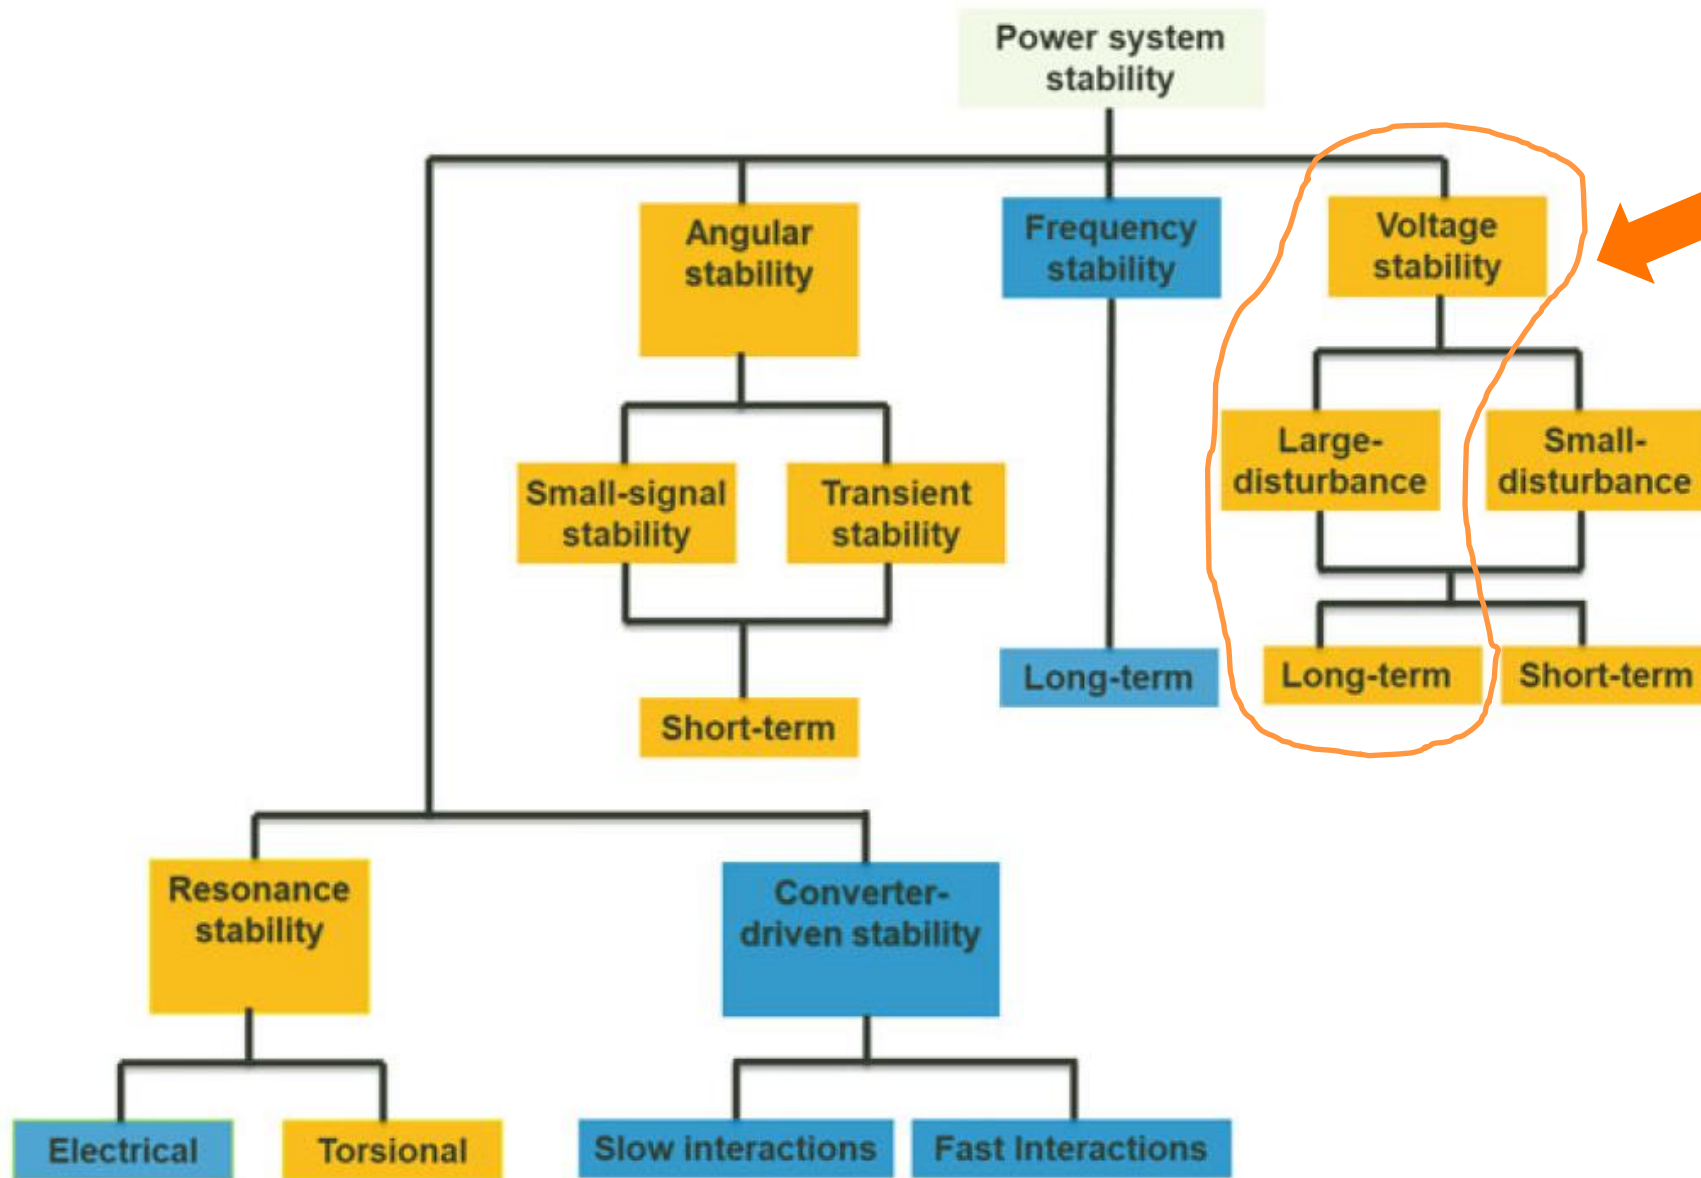 Power system
stability
Angular
stability
Frequency
stability
Voltage
stability
Large-
disturbance
Small-
disturbance
Small-signal
stability
Transient
stability
Long-term
Long-term
Short-term
Short-term
Resonance
stability
Converter-
driven stability
Electrical
Torsional
Slow interactions
Fast Interactions